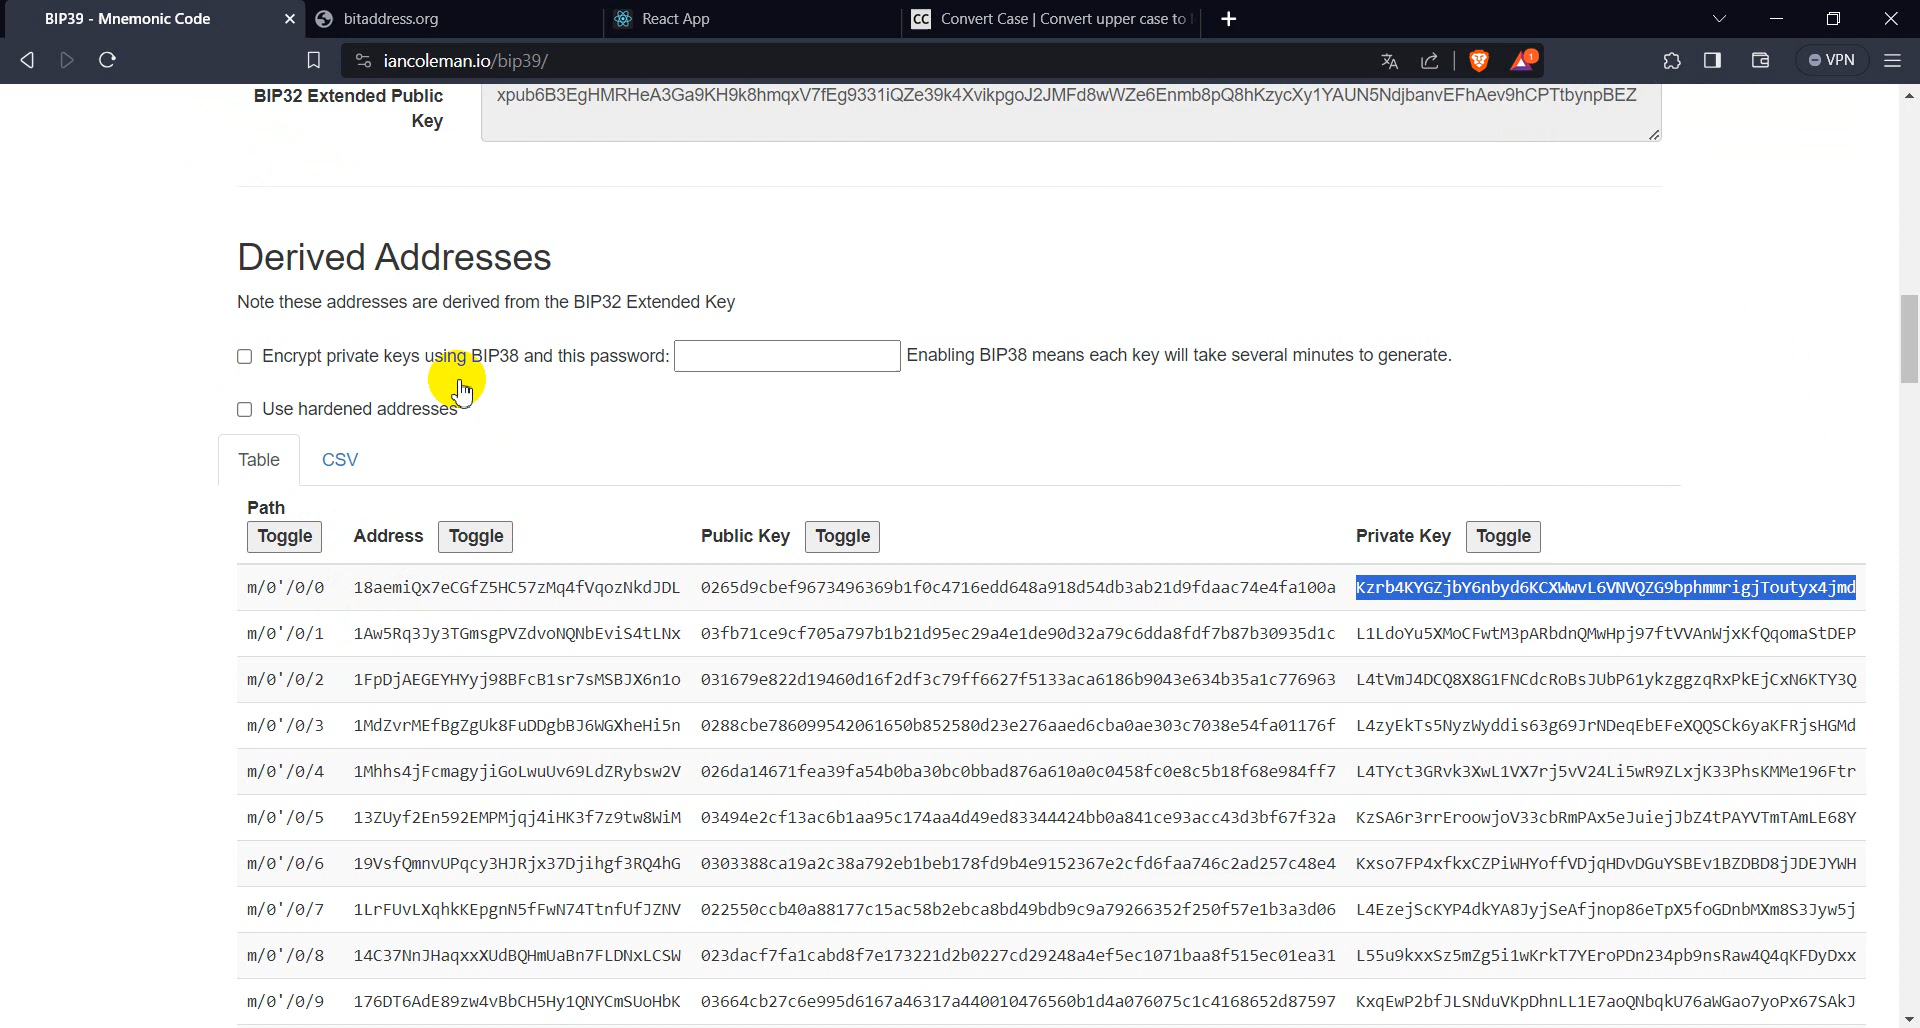 BIP39 - Mnemonic Code
bitaddress.org
React App
CC Convert Case | Convert upper case to l
iancoleman.io/bip39/
1
VPN
BIP32 Extended Public Key
xpub6B3EgHMRHeA3Ga9KH9k8hmqxV7fEg9331iQZe39k4XvikpgoJ2JMFd8wWZe6Enmb8pQ8hKzycXy1YAUN5NdjbanvEFhAev9hCPTtbynpBEZ
Derived Addresses
Note these addresses are derived from the BIP32 Extended Key
Encrypt private keys using BIP38 and this password: Enabling BIP38 means each key will take several minutes to generate.
Use hardened addresses
Table CSV
Path
Toggle Address Toggle Public Key Toggle Private Key Toggle
m/0'/0/0 18aemiQx7eCGfZ5HC57zMq4fVqozNkdJDL 0265d9cbef9673496369b1f0c4716edd648a918d54db3ab21d9fdaac74e4fa100a Kzrb4KYGZjbY6nbyd6KCXWwvL6VNVQZG9bphmmrigjToutyx4jmd
m/0'/0/1 1Aw5Rq3Jy3TGmsgPVZdvoNQNbEviS4tLNx 03fb71ce9cf705a797b1b21d95ec29a4e1de90d32a79c6dda8fdf7b87b30935d1c L1LdoYu5XMoCFwtM3pARbdnQMwHpj97ftVVAnWjxKfQqomaStDEP
m/0'/0/2 1FpDjAEGEYHYyj98BFcB1sr7sMSBJX6n1o 031679e822d19460d16f2df3c79ff6627f5133aca6186b9043e634b35a1c776963 L4tVmJ4DCQ8X8G1FNCdcRoBsJUbP61ykzggzqRxPkEjCxN6KTY3Q
m/0'/0/3 1MdZvrMEfBgZgUk8FuDDgbBJ6WGXheHi5n 0288cbe786099542061650b852580d23e276aaed6cba0ae303c7038e54fa01176f L4zyEkTs5NyzWyddis63g69JrNDeqEbEFeXQQSCk6yaKFRjsHGMd
m/0'/0/4 1Mhhs4jFcmagyjiGoLwuUv69LdZRybsw2V 026da14671fea39fa54b0ba30bc0bbad876a610a0c0458fc0e8c5b18f68e984ff7 L4TYct3GRvk3XwL1VX7rj5vV24Li5wR9ZLxjK33PhsKMMe196Ftr
m/0'/0/5 13ZUyf2En592EMPMjqj4iHK3f7z9tw8WiM 03494e2cf13ac6b1aa95c174aa4d49ed83344424bb0a841ce93acc43d3bf67f32a KzSA6r3rrEroowjoV33cbRmPAx5eJuiejJbZ4tPAYVTmTAmLE68Y
m/0'/0/6 19VsfQmnvUPqcy3HJRjx37Djihgf3RQ4hG 0303388ca19a2c38a792eb1beb178fd9b4e9152367e2cfd6faa746c2ad257c48e4 Kxso7FP4xfkxCZPiWHYoffVDjqHDvDGuYSBEv1BZDBD8jJDEJYWH
m/0'/0/7 1LrFUvLXqhkKEpgnN5fFwN74TtnfUfJZNV 022550ccb40a88177c15ac58b2ebca8bd49bdb9c9a79266352f250f57e1b3a3d06 L4EzejScKYP4dkYA8JyjSeAfjnop86eTpX5foGDnbMXm8S3Jyw5j
m/0'/0/8 14C37NnJHaqxxXUdBQHmUaBn7FLDNxLCSW 023dacf7fa1cabd8f7e173221d2b0227cd29248a4ef5ec1071baa8f515ec01ea31 L55u9kxxSz5mZg5i1wKrkT7YEroPDn234pb9nsRaw4Q4qKFDyDxx
m/0'/0/9 176DT6AdE89zw4vBbCH5Hy1QNYCmSUoHbK 03664cb27c6e995d6167a46317a440010476560b1d4a076075c1c4168652d87597 KxqEwP2bfJLSNduVKpDhnLL1E7aoQNbqkU76aWGao7yoPx67SAkJ